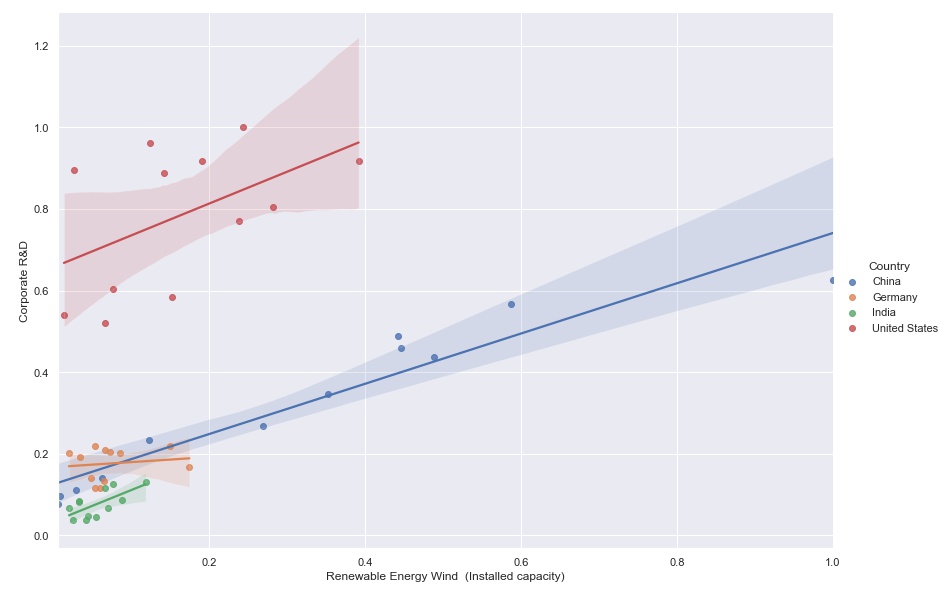 1.2
1.0
0.8
0.6
0.4
0.2
0.0
Corporate R&D
0.2 0.4 0.6 0.8 1.0
Renewable Energy Wind  (Installed capacity)
Country
China
Germany
India
United States